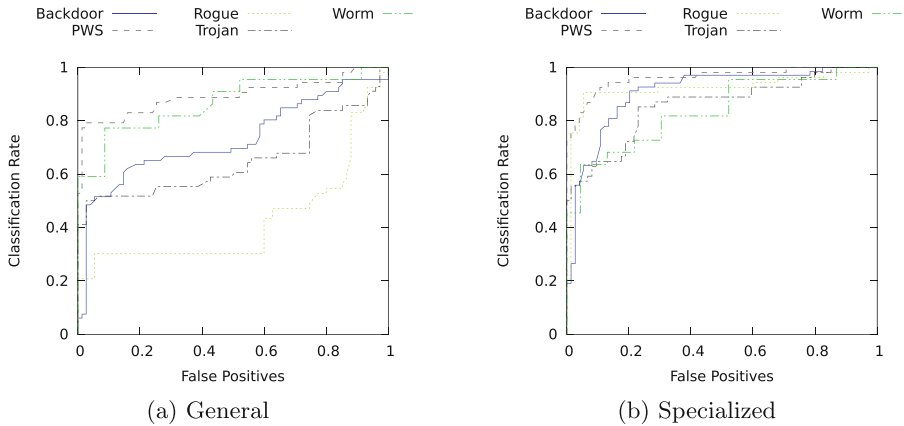 Backdoor Rogue Worm
PWS Trojan
Backdoor Rogue Worm
PWS Trojan
1
0.8
0.6
0.4
0.2
0
Classification Rate
0 0.2 0.4 0.6 0.8 1
False Positives
(a) General
1
0.8
0.6
0.4
0.2
0
Classification Rate
0 0.2 0.4 0.6 0.8 1
False Positives
(b) Specialized